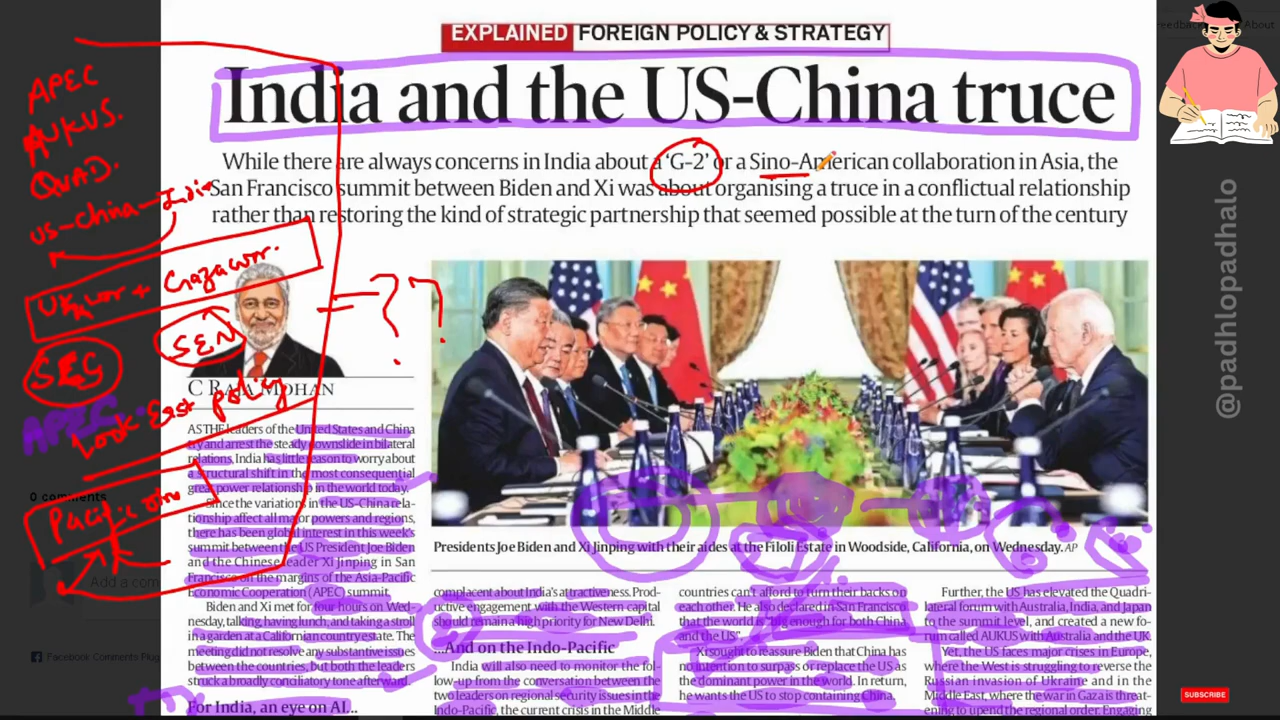 EXPLAINED FOREIGN POLICY & STRATEGY
India and the US-China truce
While there are always concerns in India about a 'G-2' or a Sino-American collaboration in Asia, the
San Francisco summit between Biden and Xi was about organising a truce in a conflictual relationship
rather than restoring the kind of strategic partnership that seemed possible at the turn of the century
APEC
AUKUS.
QUAD.
US-China-India
Ukr war + Gaza war.
= ??
SEN
SEG
APEC
Look East policy
Pacific rim
C RAJA MOHAN
AS THE leaders of the United States and China
try and arrest the steady downslide in bilateral
relations, India has little reason to worry about
a structural shift in the most consequential
great power relationship in the world today.
Since the variations in the US-China rela-
tionship affect all major powers and regions,
there has been global interest in this week's
summit between the US President Joe Biden
and the Chinese leader Xi Jinping in San
Francisco on the margins of the Asia-Pacific
Economic Cooperation (APEC) summit.
Biden and Xi met for four hours on Wed-
nesday, talking, having lunch, and taking a stroll
in a garden at a Californian country estate. The
meeting did not resolve any substantive issues
between the countries, but both the leaders
struck a broadly conciliatory tone afterward.
For India, an eye on AI...
Presidents Joe Biden and Xi Jinping with their aides at the Filoli Estate in Woodside, California, on Wednesday. AP
complacent about India's attractiveness. Prod-
uctive engagement with the Western capital
should remain a high priority for New Delhi.
...And on the Indo-Pacific
India will also need to monitor the fol-
low-up from the conversation between the
two leaders on regional security issues in the
Indo-Pacific, the current crisis in the Middle
countries can't afford to turn their backs on
each other. He also declared in San Francisco
that the world is "big enough for both China
and the US".
Xi sought to reassure Biden that China has
no intention to surpass or replace the US as
the dominant power in the world. In return,
he wants the US to stop containing China.
Further, the US has elevated the Quadri-
lateral forum with Australia, India, and Japan
to the summit level, and created a new fo-
rum called AUKUS with Australia and the UK.
Yet, the US faces major crises in Europe,
where the West is struggling to reverse the
Russian invasion of Ukraine and in the
Middle East, where the war in Gaza is threat-
ening to upend the regional order. Engaging
0 comments
Add a com
Facebook Comments Plug
Feedback
About
@padhlopadhalo
SUBSCRIBE